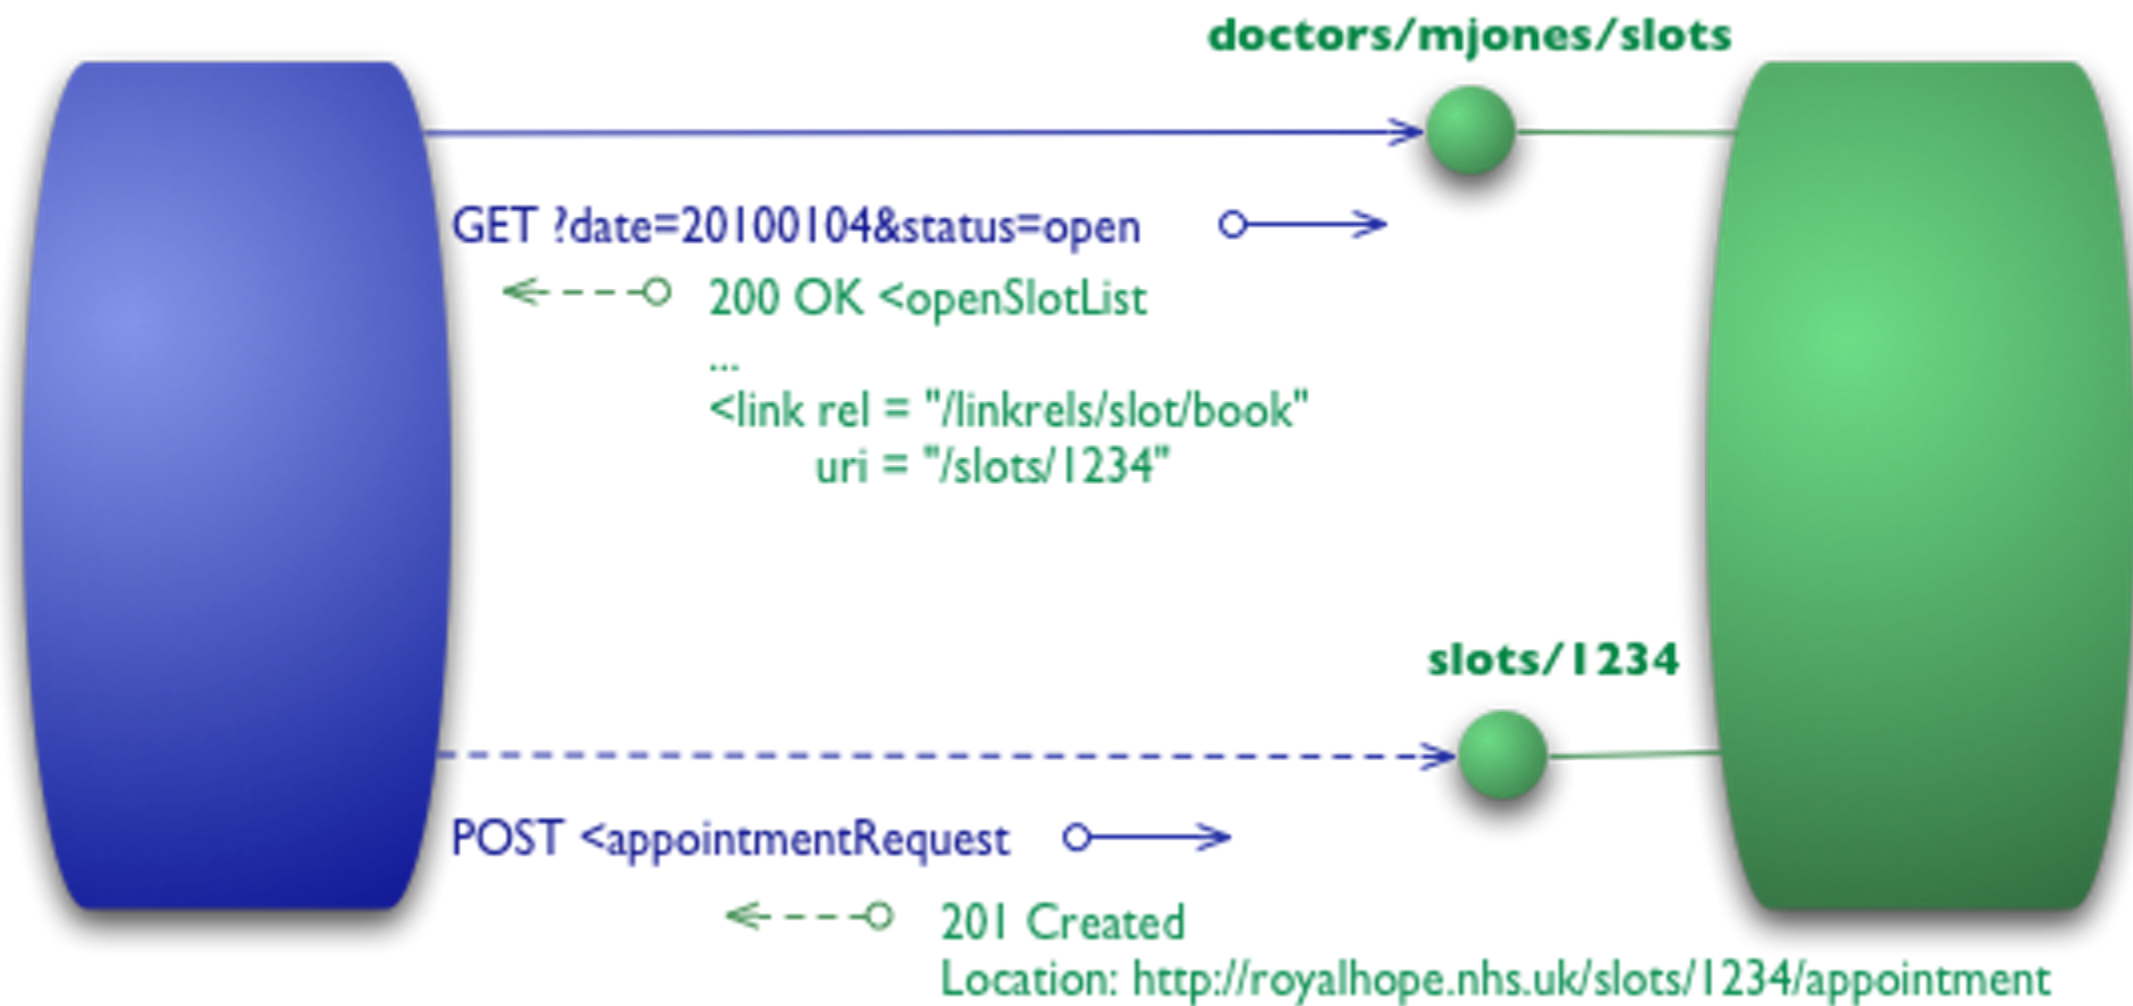 doctors/mjones/slots
GET ?date=20100104&status=open
200 OK <openSlotList
...
<link rel = "/linkrels/slot/book"
uri = "/slots/1234"
slots/1234
POST <appointmentRequest
201 Created
Location: http://royalhope.nhs.uk/slots/1234/appointment